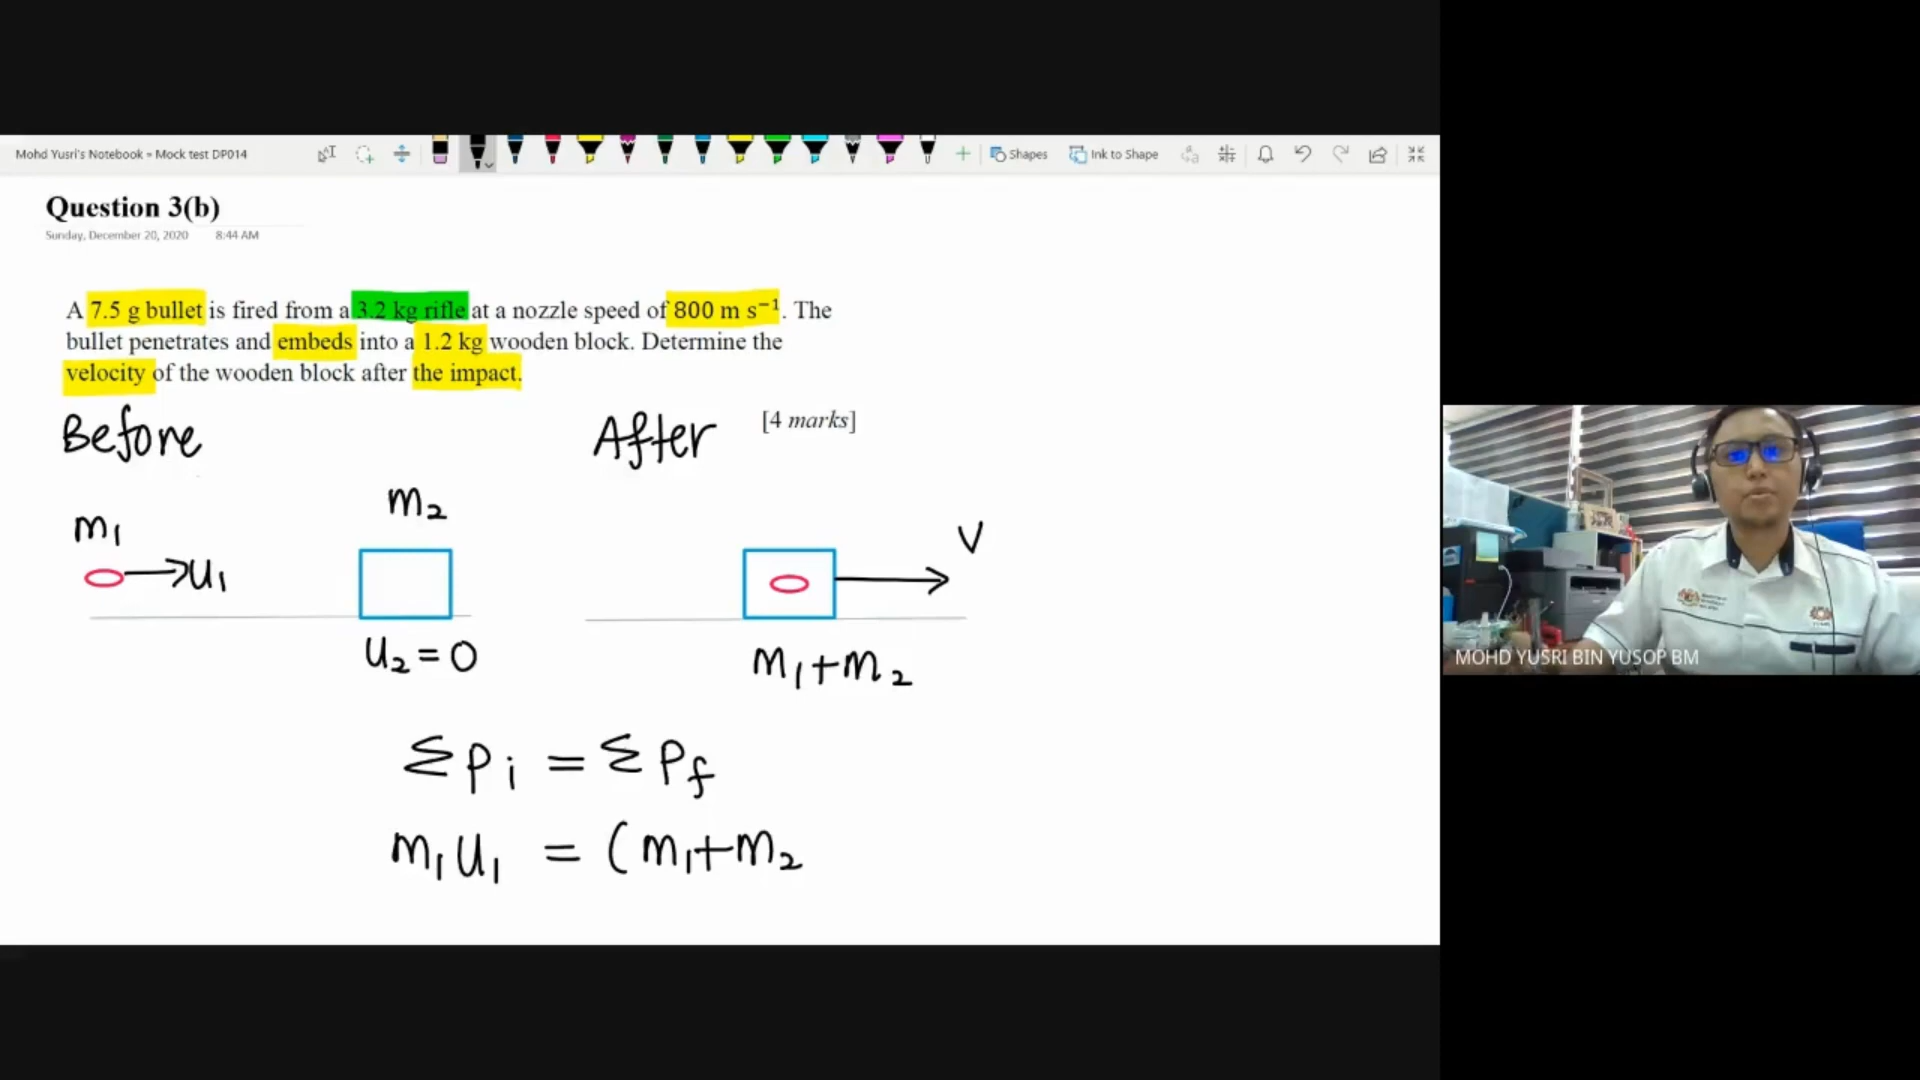 Mohd Yusri's Notebook » Mock test DP014
Shapes
Ink to Shape
Question 3(b)
Sunday, December 20, 2020 8:44 AM
A 7.5 g bullet is fired from a 3.2 kg rifle at a nozzle speed of 800 m s⁻¹. The
bullet penetrates and embeds into a 1.2 kg wooden block. Determine the
velocity of the wooden block after the impact.
[4 marks]
Before
After
m₁
m₂
→u₁
V
u₂ = 0
m₁+m₂
Σpᵢ = ΣP_f
m₁u₁ = (m₁+m₂
MOHD YUSRI BIN YUSOP BM